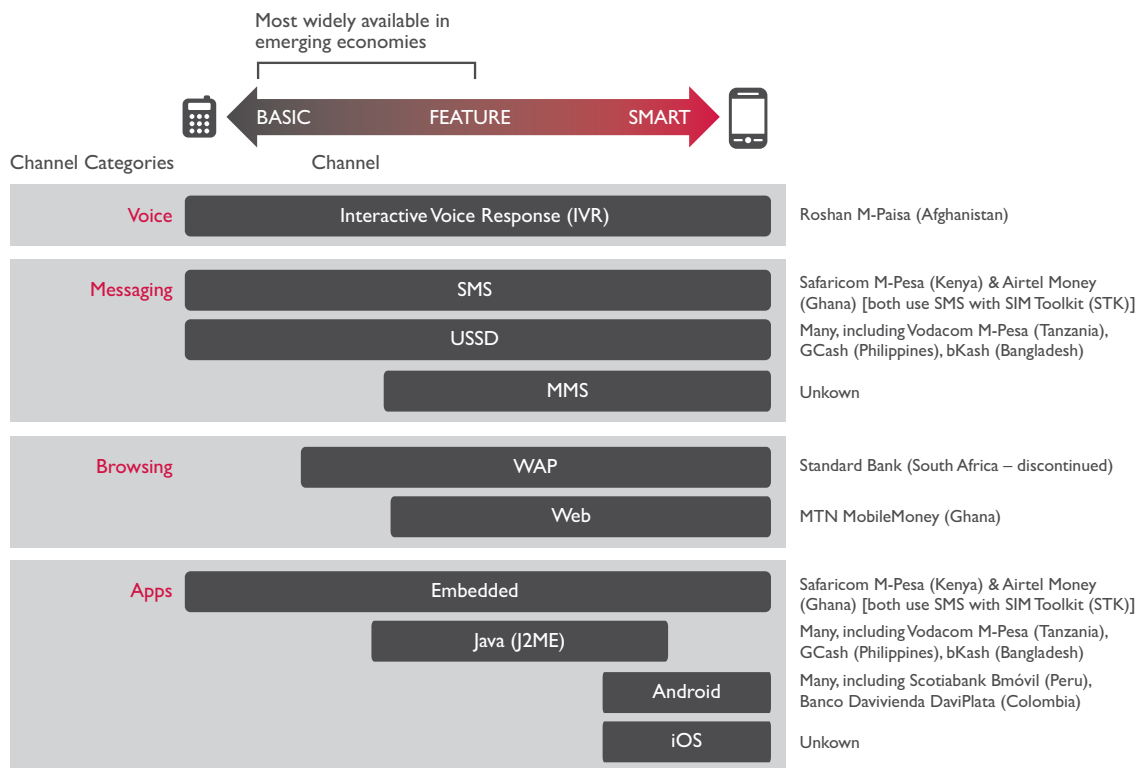 Most widely available in
emerging economies
BASIC FEATURE SMART
Channel Categories Channel
Voice Interactive Voice Response (IVR) Roshan M-Paisa (Afghanistan)
Messaging SMS Safaricom M-Pesa (Kenya) & Airtel Money
(Ghana) [both use SMS with SIM Toolkit (STK)]
USSD Many, including Vodacom M-Pesa (Tanzania),
GCash (Philippines), bKash (Bangladesh)
MMS Unkown
Browsing WAP Standard Bank (South Africa – discontinued)
Web MTN MobileMoney (Ghana)
Apps Embedded Safaricom M-Pesa (Kenya) & Airtel Money
(Ghana) [both use SMS with SIM Toolkit (STK)]
Java (J2ME) Many, including Vodacom M-Pesa (Tanzania),
GCash (Philippines), bKash (Bangladesh)
Android Many, including Scotiabank Bmóvil (Peru),
Banco Davivienda DaviPlata (Colombia)
iOS Unkown